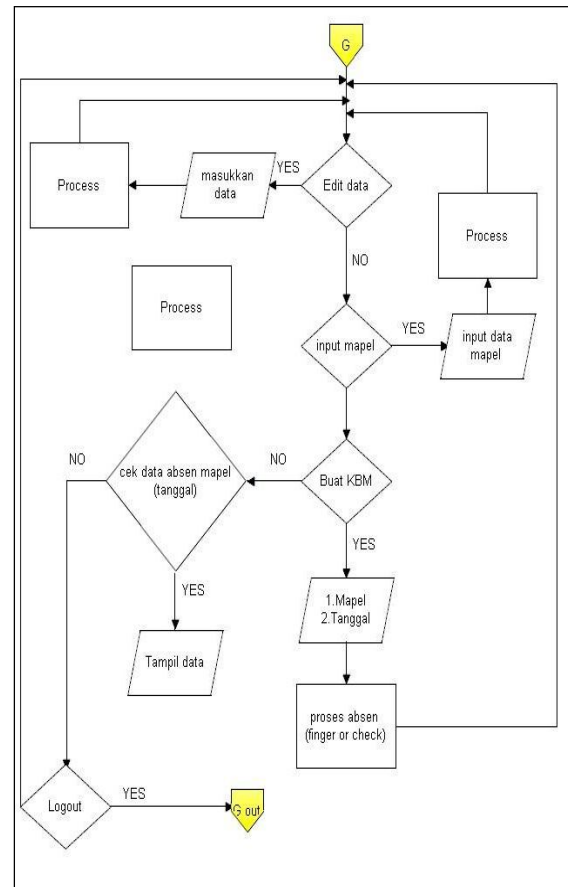 G
Edit data
YES
masukkan
data
Process
NO
Process
Process
input mapel
YES
input data
mapel
Buat KBM
NO
cek data absen mapel
(tanggal)
NO
YES
YES
1.Mapel
2.Tanggal
Tampil data
proses absen
(finger or check)
Logout
YES
G out